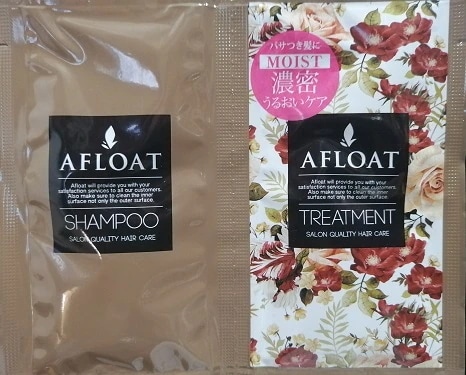 AFLOAT
Afloat will provide you with your
satisfaction services to all our customers.
Also make sure to clean the inner
surface not only the outer surface.
SHAMPOO
SALON QUALITY HAIR CARE
パサつき髪に
MOIST
濃密
うるおいケア
AFLOAT
Afloat will provide you with your
satisfaction services to all our customers.
Also make sure to clean the inner
surface not only the outer surface.
TREATMENT
SALON QUALITY HAIR CARE